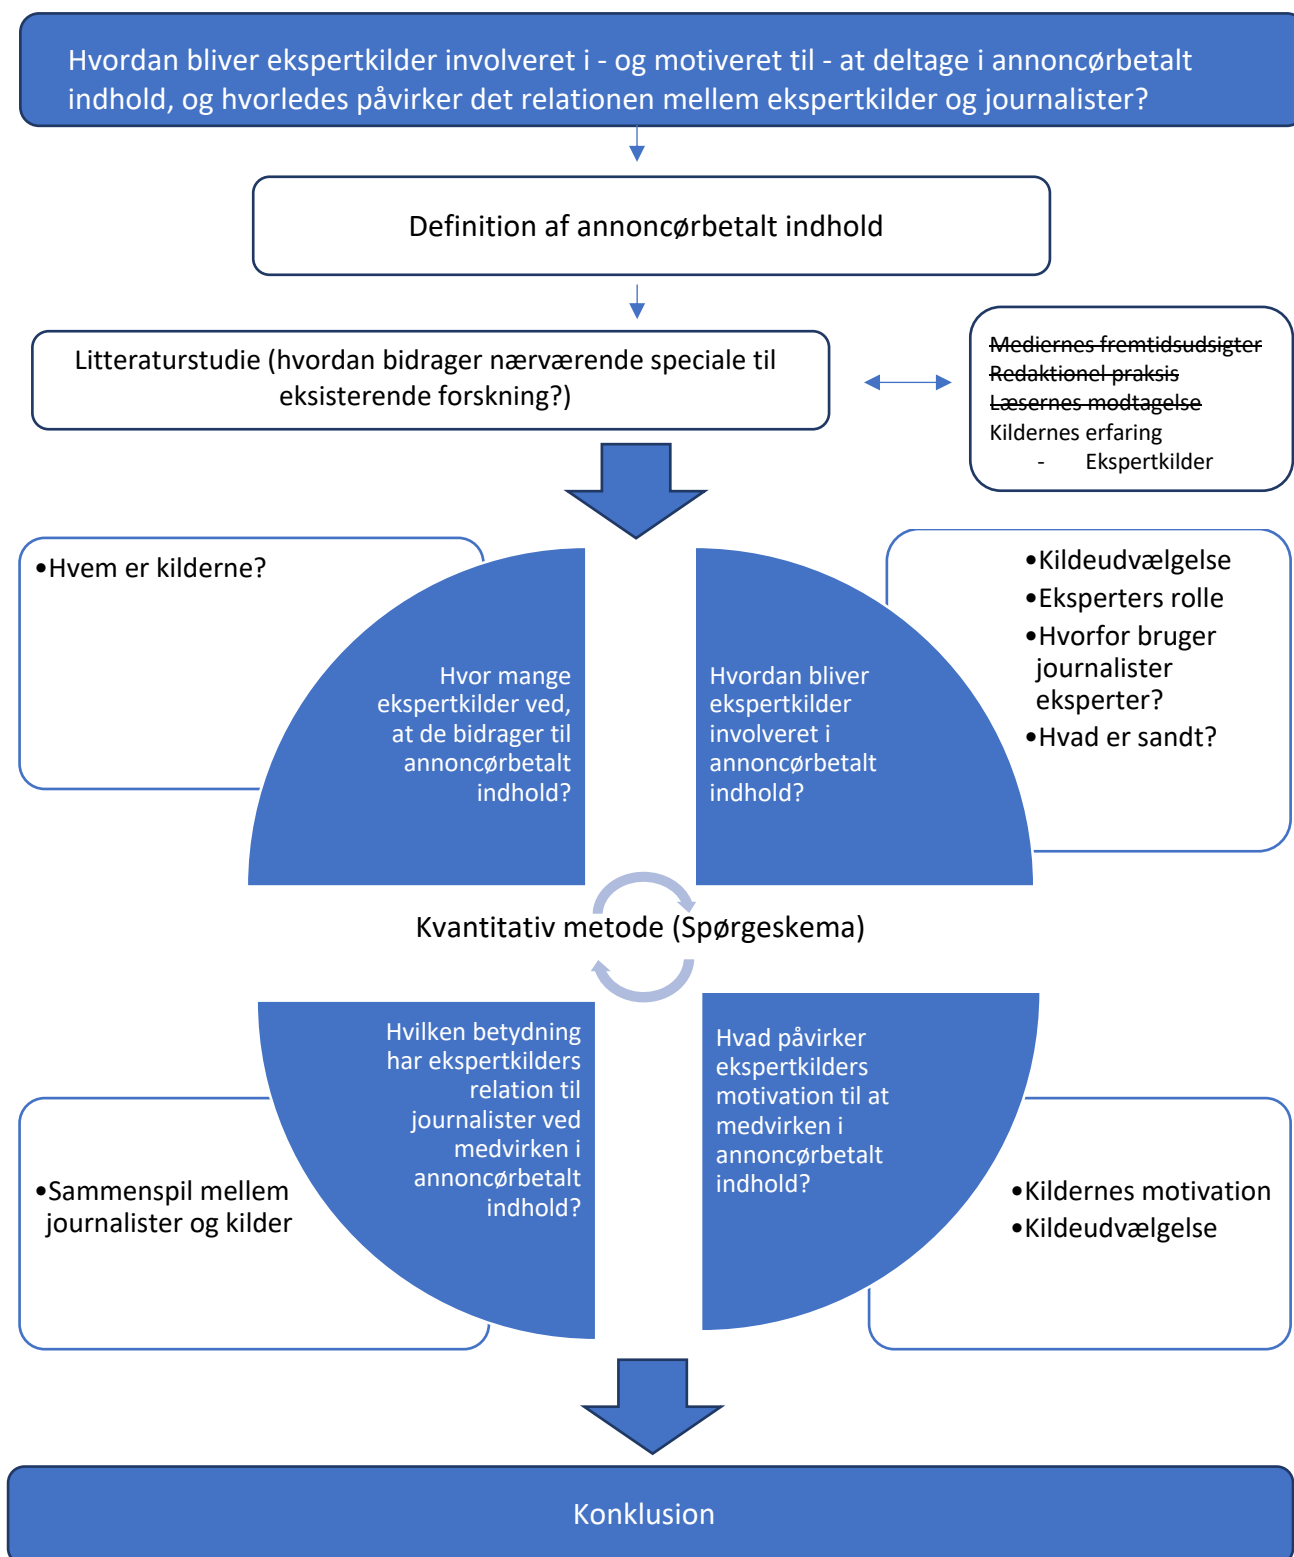 Hvordan bliver ekspertkilder involveret i - og motiveret til - at deltage i annoncørbetalt
indhold, og hvorledes påvirker det relationen mellem ekspertkilder og journalister?
Definition af annoncørbetalt indhold
Litteraturstudie (hvordan bidrager nærværende speciale til
eksisterende forskning?)
Mediernes fremtidsudsigter
Redaktionel praksis
Læsernes modtagelse
Kildernes erfaring
- Ekspertkilder
•Hvem er kilderne?
Hvor mange
ekspertkilder ved,
at de bidrager til
annoncørbetalt
indhold?
Hvordan bliver
ekspertkilder
involveret i
annoncørbetalt
indhold?
•Kildeudvælgelse
•Eksperters rolle
•Hvorfor bruger
journalister
eksperter?
•Hvad er sandt?
Kvantitativ metode (Spørgeskema)
Hvilken betydning
har ekspertkilders
relation til
journalister ved
medvirken i
annoncørbetalt
indhold?
•Sammenspil mellem
journalister og kilder
Hvad påvirker
ekspertkilders
motivation til at
medvirken i
annoncørbetalt
indhold?
•Kildernes motivation
•Kildeudvælgelse
Konklusion